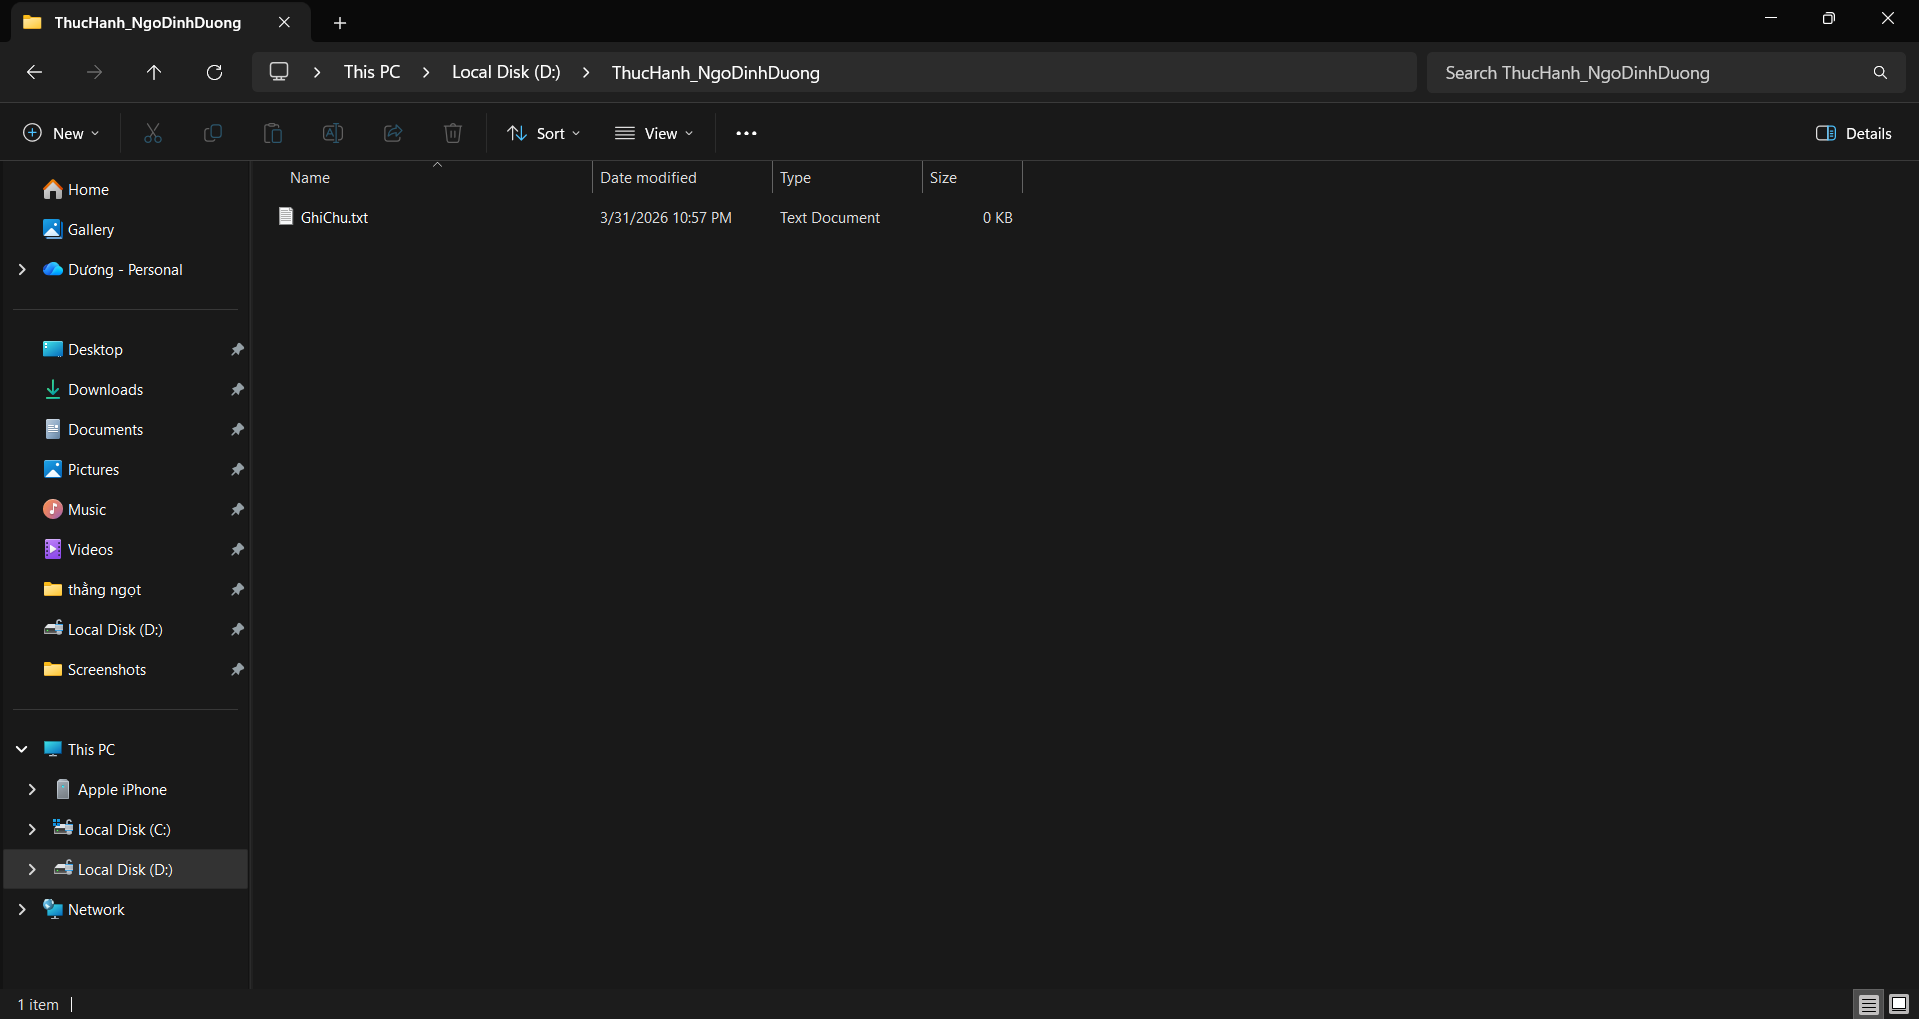 ThucHanh_NgoDinhDuong
This PC > Local Disk (D:) > ThucHanh_NgoDinhDuong
Search ThucHanh_NgoDinhDuong
New
Sort
View
Details
Name Date modified Type Size
GhiChu.txt 3/31/2026 10:57 PM Text Document 0 KB
Home
Gallery
Dương - Personal
Desktop
Downloads
Documents
Pictures
Music
Videos
thằng ngọt
Local Disk (D:)
Screenshots
This PC
Apple iPhone
Local Disk (C:)
Local Disk (D:)
Network
1 item